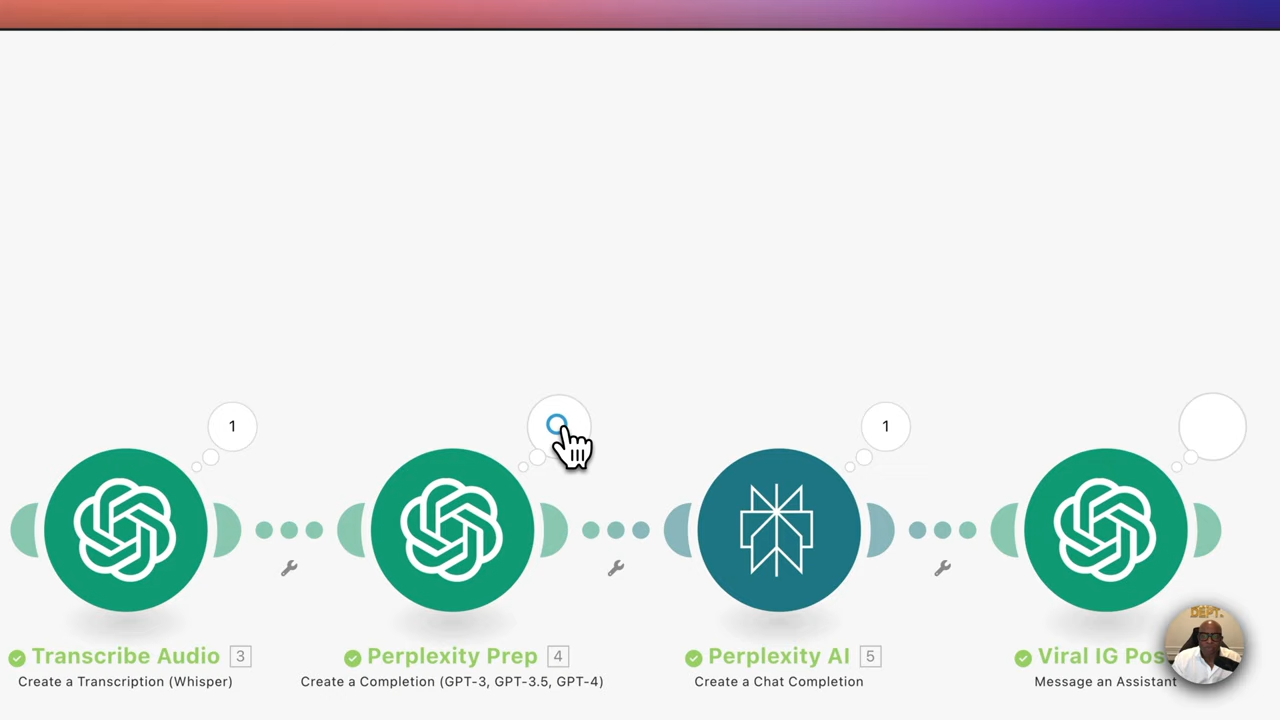 1
1
Transcribe Audio 3
Create a Transcription (Whisper)
Perplexity Prep 4
Create a Completion (GPT-3, GPT-3.5, GPT-4)
Perplexity AI 5
Create a Chat Completion
Viral IG Pos
Message an Assistant
DEPT